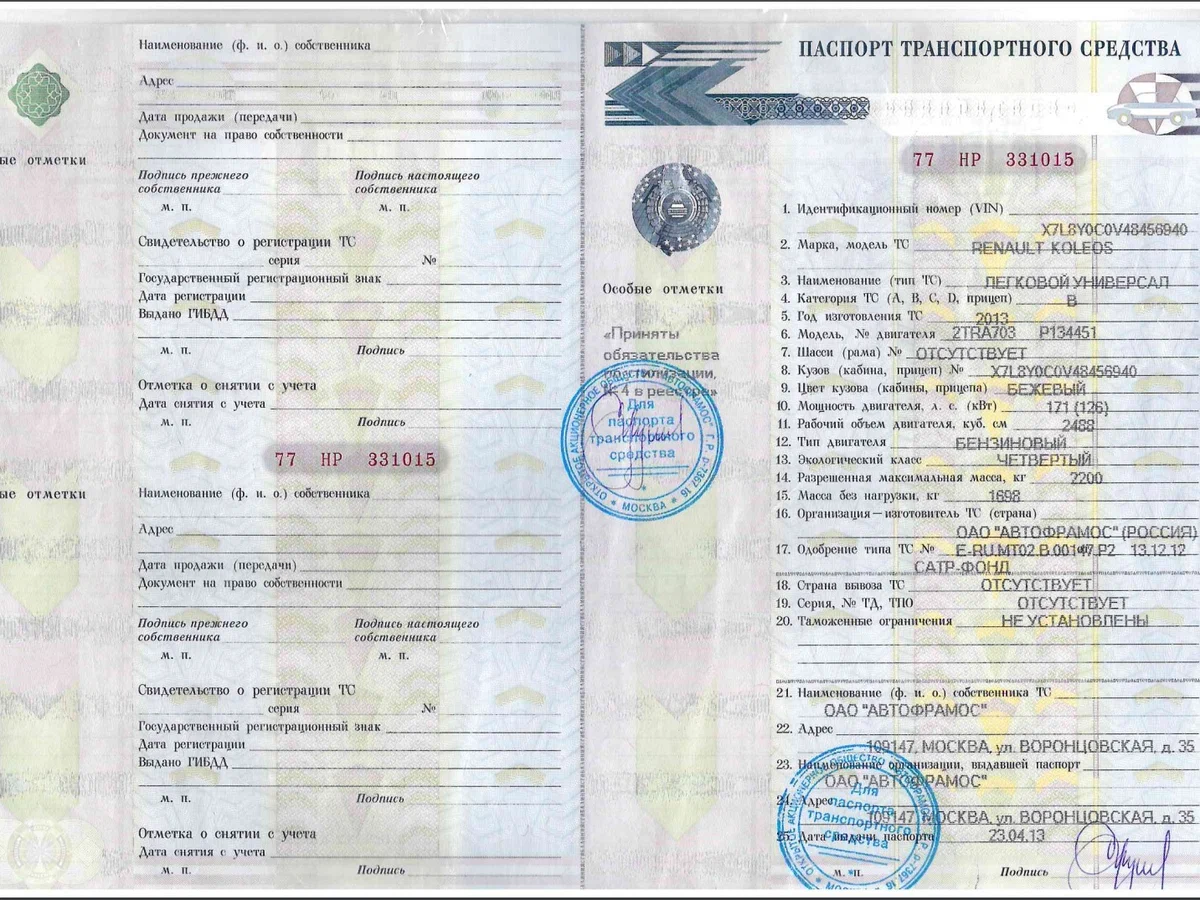 Наименование (ф. и. о.) собственника
Адрес
Дата продажи (передачи)
Документ на право собственности
ые отметки
Подпись прежнего собственника
Подпись настоящего собственника
м. п.
м. п.
Свидетельство о регистрации ТС
серия №
Государственный регистрационный знак
Дата регистрации
Выдано ГИБДД
м. п. Подпись
Отметка о снятии с учета
Дата снятия с учета
м. п. Подпись
77 НР 331015
ые отметки
Наименование (ф. и. о.) собственника
Адрес
Дата продажи (передачи)
Документ на право собственности
Подпись прежнего собственника
Подпись настоящего собственника
м. п.
м. п.
Свидетельство о регистрации ТС
серия №
Государственный регистрационный знак
Дата регистрации
Выдано ГИБДД
м. п. Подпись
Отметка о снятии с учета
Дата снятия с учета
м. п. Подпись
Особые отметки
«Приняты
обязательства
по утилизации,
№4 в реестре»
ОТКРЫТОЕ АКЦИОНЕРНОЕ ОБЩЕСТВО "АВТОФРАМОС" Г. Р. Р-7367.16 * МОСКВА *
Для
паспорта
транспортного
средства
ПАСПОРТ ТРАНСПОРТНОГО СРЕДСТВА
77 НР 331015
1. Идентификационный номер (VIN)
X7L8Y0C0V48456940
2. Марка, модель ТС RENAULT KOLEOS
3. Наименование (тип ТС) ЛЕГКОВОЙ УНИВЕРСАЛ
4. Категория ТС (А, В, С, D, прицеп) В
5. Год изготовления ТС 2013
6. Модель, № двигателя 2TRA703 P134451
7. Шасси (рама) № ОТСУТСТВУЕТ
8. Кузов (кабина, прицеп) № X7L8Y0C0V48456940
9. Цвет кузова (кабины, прицепа) БЕЖЕВЫЙ
10. Мощность двигателя, л. с. (кВт) 171 (126)
11. Рабочий объем двигателя, куб. см 2488
12. Тип двигателя БЕНЗИНОВЫЙ
13. Экологический класс ЧЕТВЕРТЫЙ
14. Разрешенная максимальная масса, кг 2200
15. Масса без нагрузки, кг 1698
16. Организация—изготовитель ТС (страна)
ОАО "АВТОФРАМОС" (РОССИЯ)
17. Одобрение типа ТС № E-RU.MT02.B.00147.P2 13.12.12
САТР-ФОНД
18. Страна вывоза ТС ОТСУТСТВУЕТ
19. Серия, № ТД, ТПО ОТСУТСТВУЕТ
20. Таможенные ограничения НЕ УСТАНОВЛЕНЫ
21. Наименование (ф. и. о.) собственника ТС
ОАО "АВТОФРАМОС"
22. Адрес
109147, МОСКВА, ул. ВОРОНЦОВСКАЯ, д. 35
23. Наименование организации, выдавшей паспорт
ОАО "АВТОФРАМОС"
24. Адрес
109147, МОСКВА, ул. ВОРОНЦОВСКАЯ, д. 35
25. Дата выдачи паспорта 23.04.13
Для
паспорта
транспортного
средства
м. п. Подпись